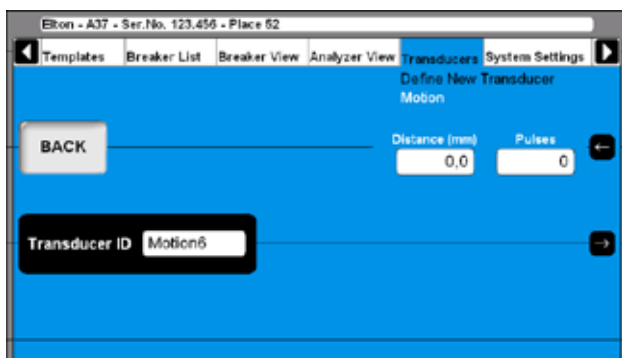 Elton - A37 - Ser.No. 123.456 - Place 52
Templates Breaker List Breaker View Analyzer View Transducers System Settings
Define New Transducer
Motion
BACK
Distance (mm) Pulses
0,0 0
Transducer ID Motion6